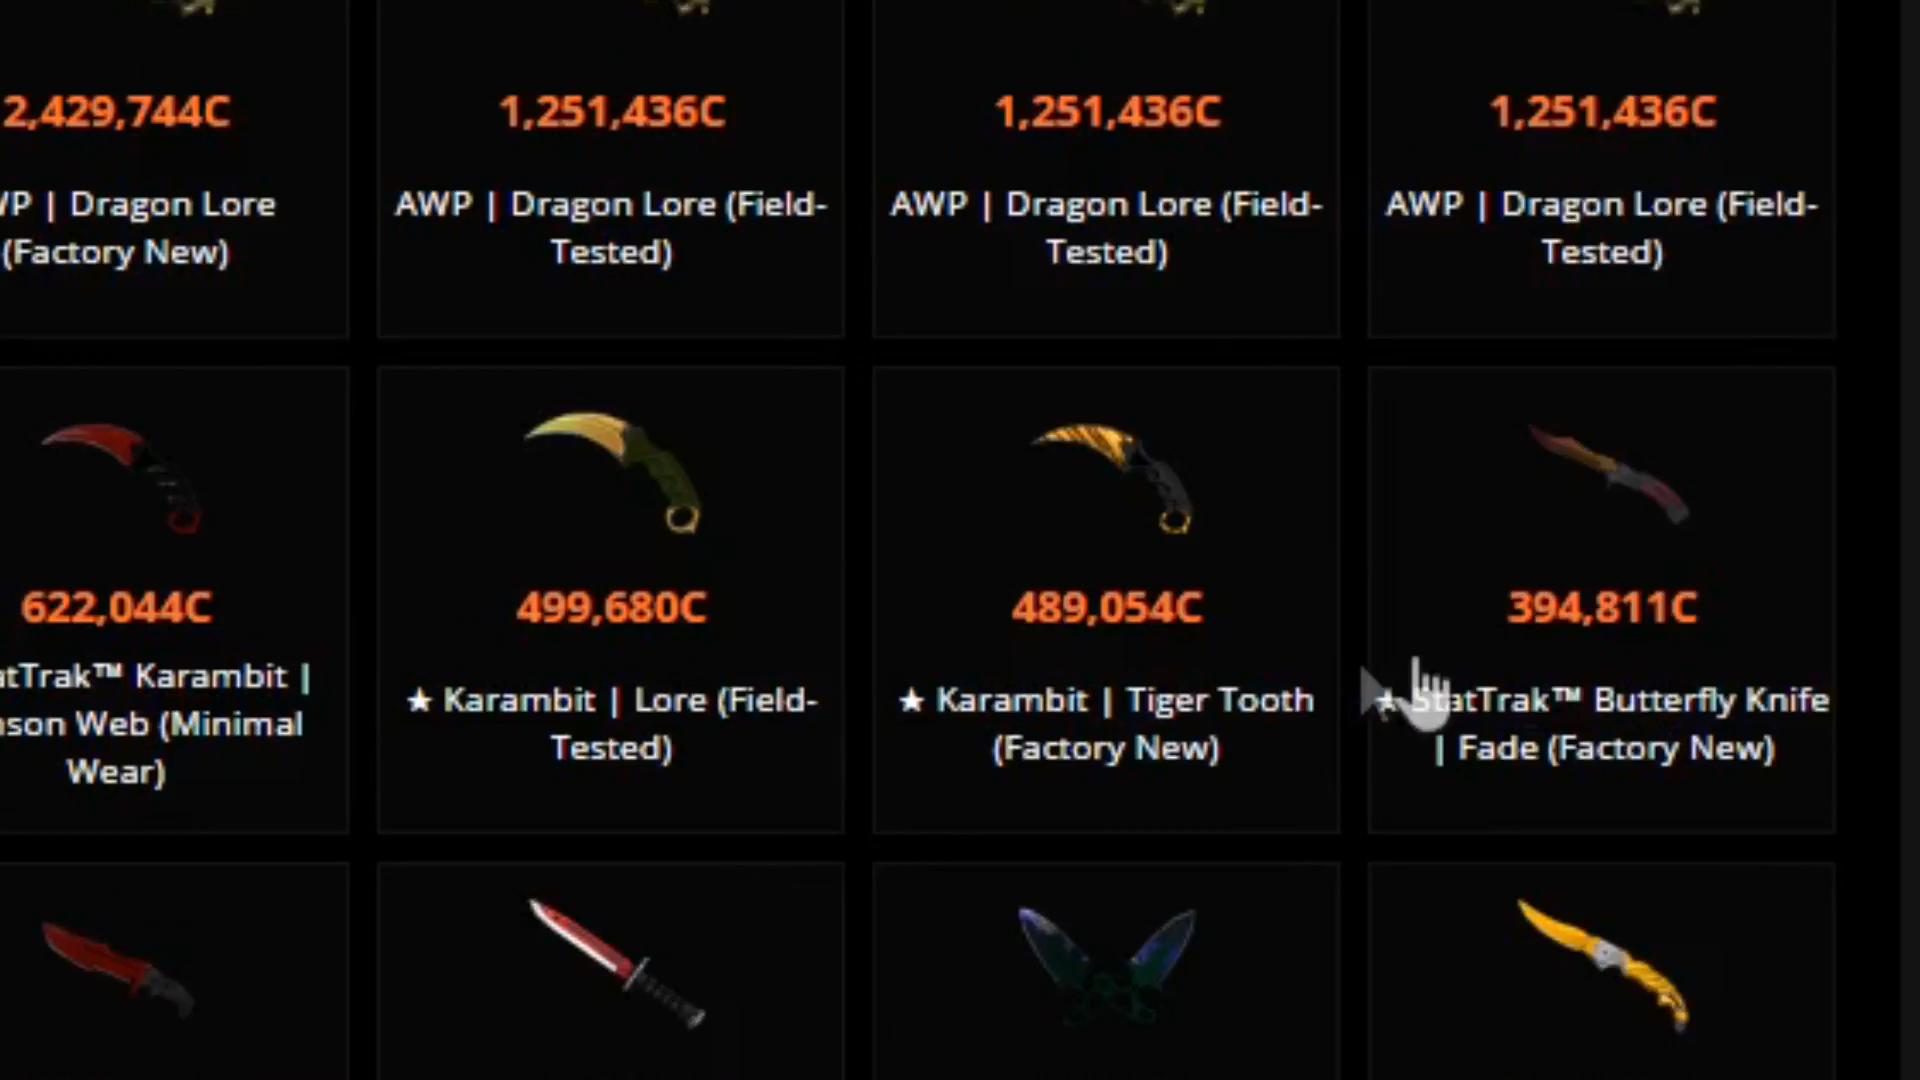 2,429,744C
1,251,436C
1,251,436C
1,251,436C
WP | Dragon Lore
(Factory New)
AWP | Dragon Lore (Field-
Tested)
AWP | Dragon Lore (Field-
Tested)
AWP | Dragon Lore (Field-
Tested)
622,044C
499,680C
489,054C
394,811C
atTrak™ Karambit |
nson Web (Minimal
Wear)
★ Karambit | Lore (Field-
Tested)
★ Karambit | Tiger Tooth
(Factory New)
★ StatTrak™ Butterfly Knife
| Fade (Factory New)